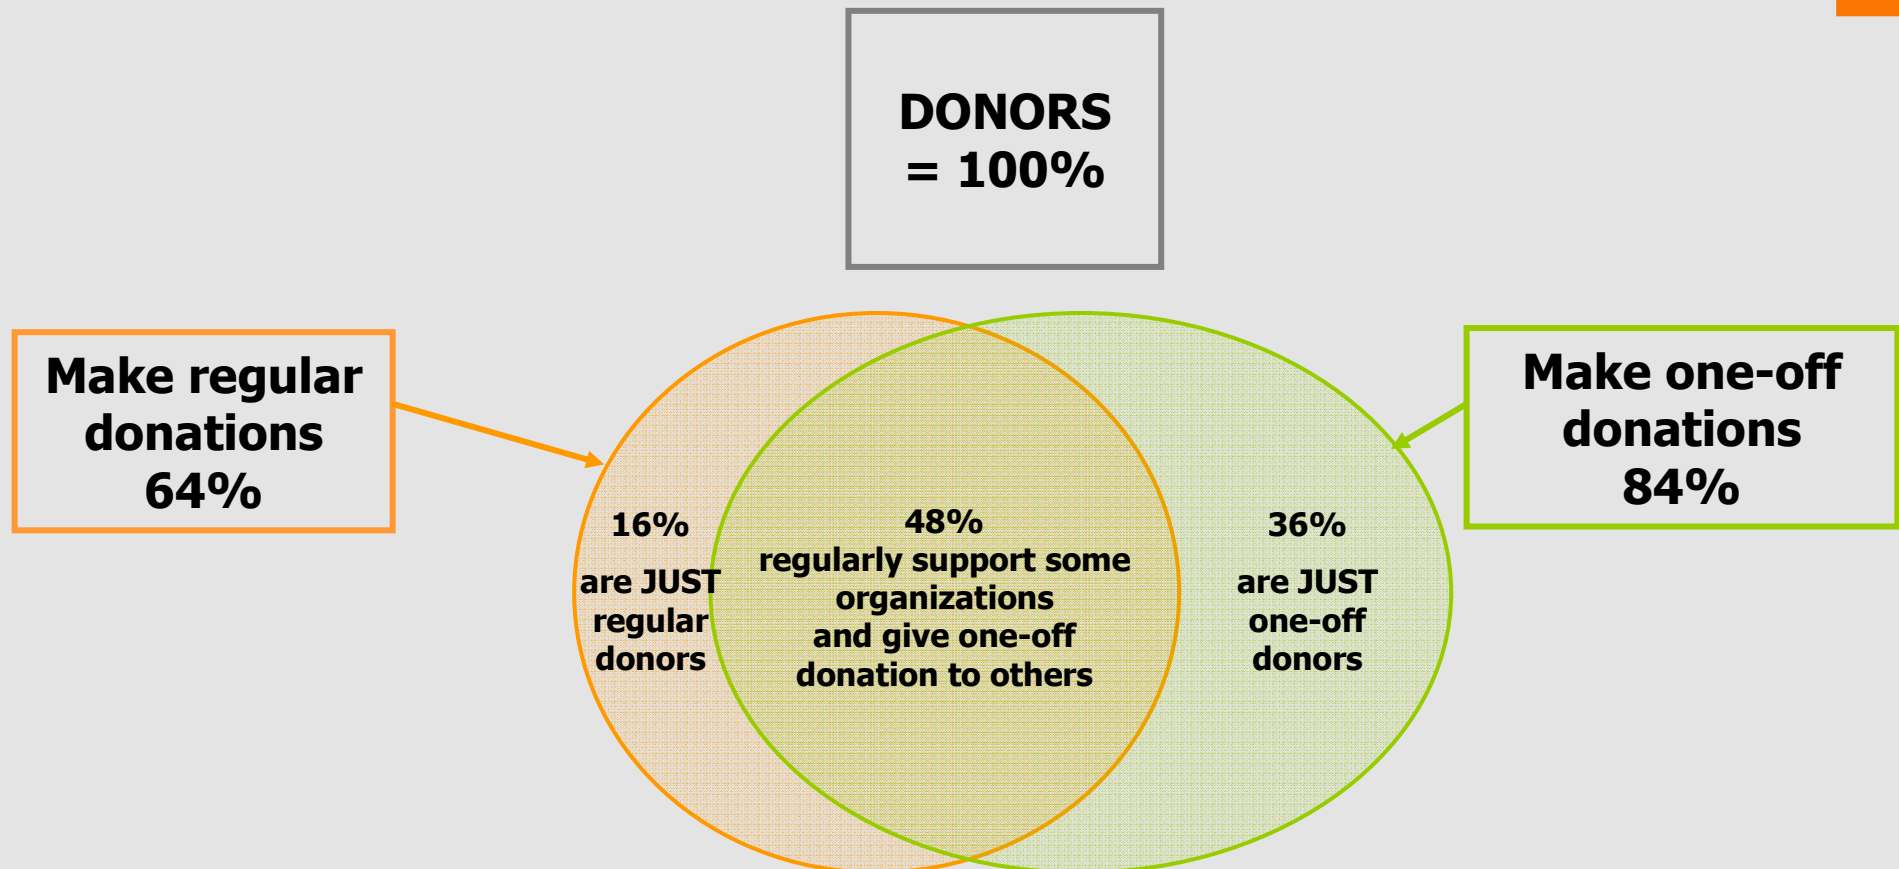 DONORS
= 100%
Make regular
donations
64%
Make one-off
donations
84%
16%
are JUST
regular
donors
48%
regularly support some
organizations
and give one-off
donation to others
36%
are JUST
one-off
donors